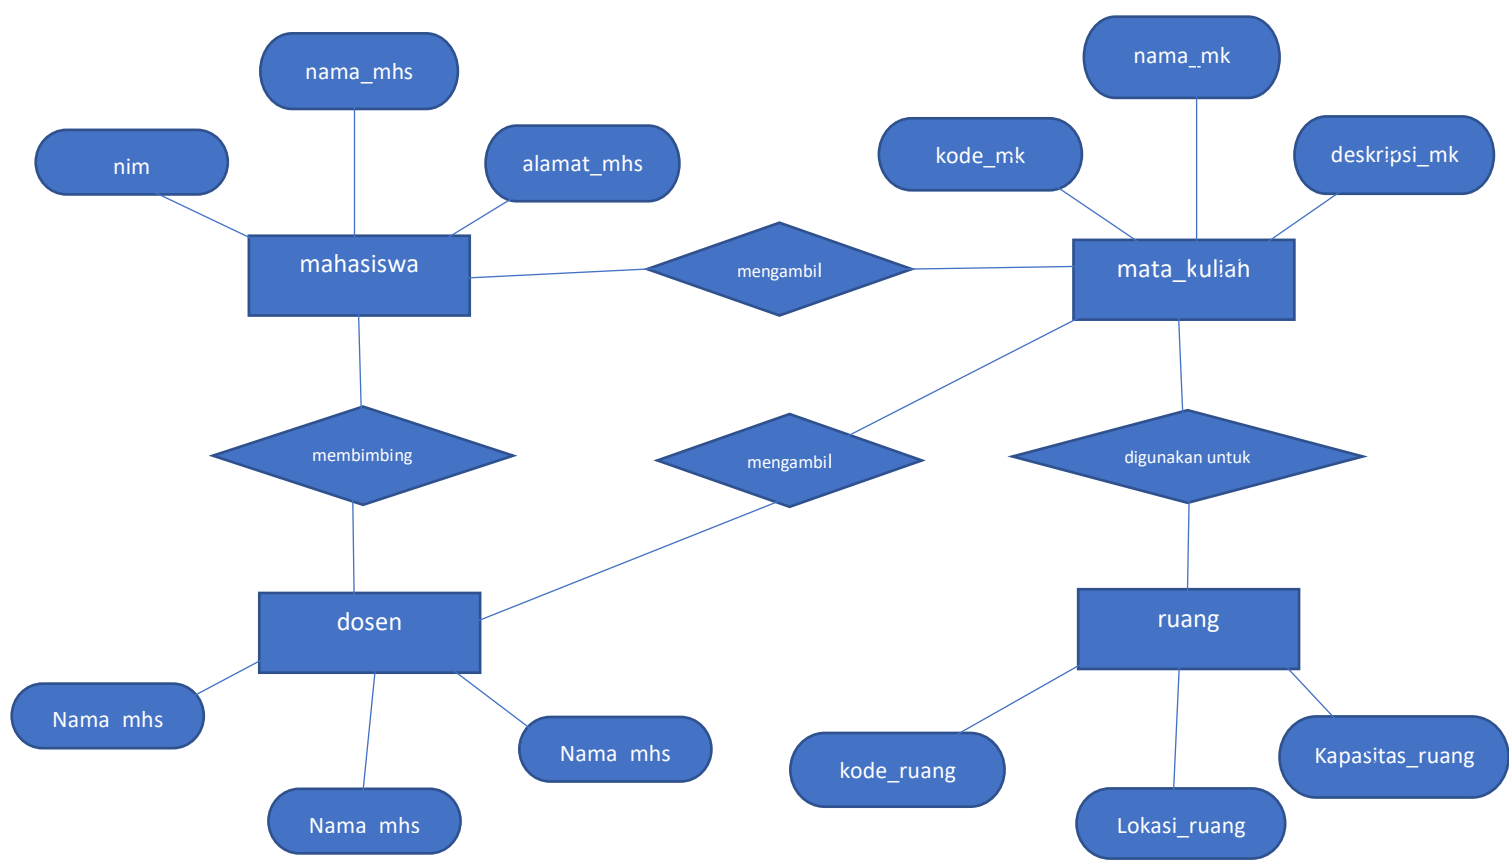 nama_mk
nama_mhs
kode_mk
deskripsi_mk
nim
alamat_mhs
mahasiswa
mengambil
mata_kuliah
membimbing
mengambil
digunakan untuk
dosen
ruang
Nama mhs
Nama mhs
Nama mhs
kode_ruang
Kapasitas_ruang
Lokasi_ruang